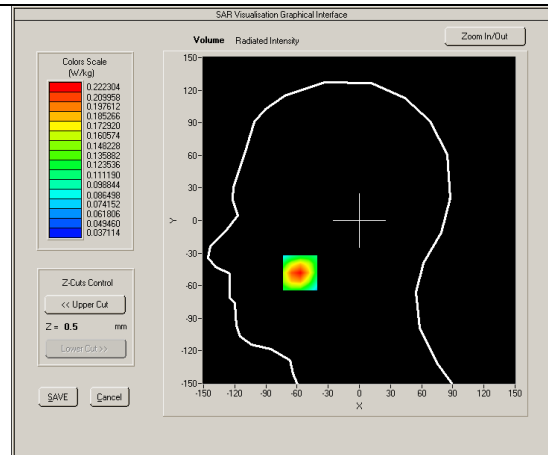 SAR Visualisation Graphical Interface
Volume Radiated Intensity
Zoom In/Out
Colors Scale
(W/kg)
0.222304
0.209958
0.197612
0.185266
0.172920
0.160574
0.148228
0.135882
0.123536
0.111190
0.098844
0.086498
0.074152
0.061806
0.049460
0.037114
Z-Cuts Control
<< Upper Cut
Z = 0.5 mm
Lower Cut >>
SAVE Cancel
150
120
90
60
30
0
-30
-60
-90
-120
-150
Y
-150 -120 -90 -60 -30 0 30 60 90 120 150
X